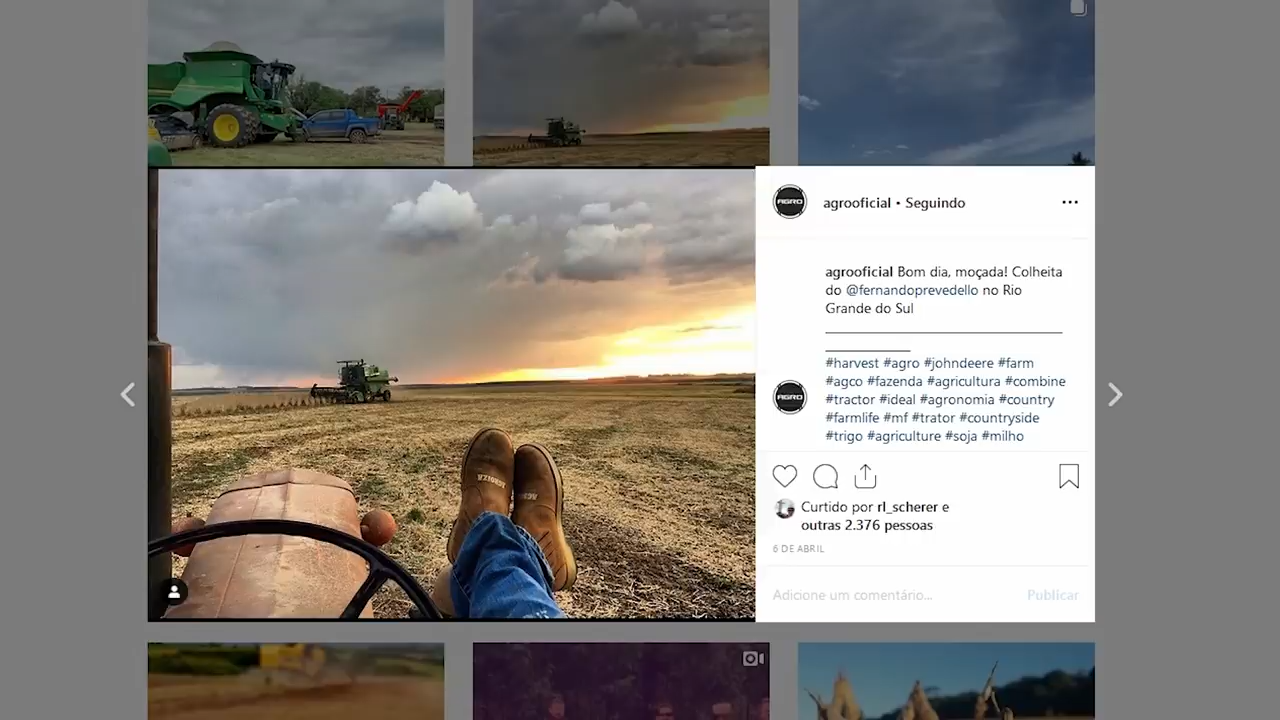 AGRO
agrooficial • Seguindo
agrooficial Bom dia, moçada! Colheita
do @fernandoprevedello no Rio
Grande do Sul
#harvest #agro #johndeere #farm
#agco #fazenda #agricultura #combine
AGRO
#tractor #ideal #agronomia #country
#farmlife #mf #trator #countryside
#trigo #agriculture #soja #milho
Curtido por rl_scherer e
outras 2.376 pessoas
6 DE ABRIL
Adicione um comentário...
Publicar